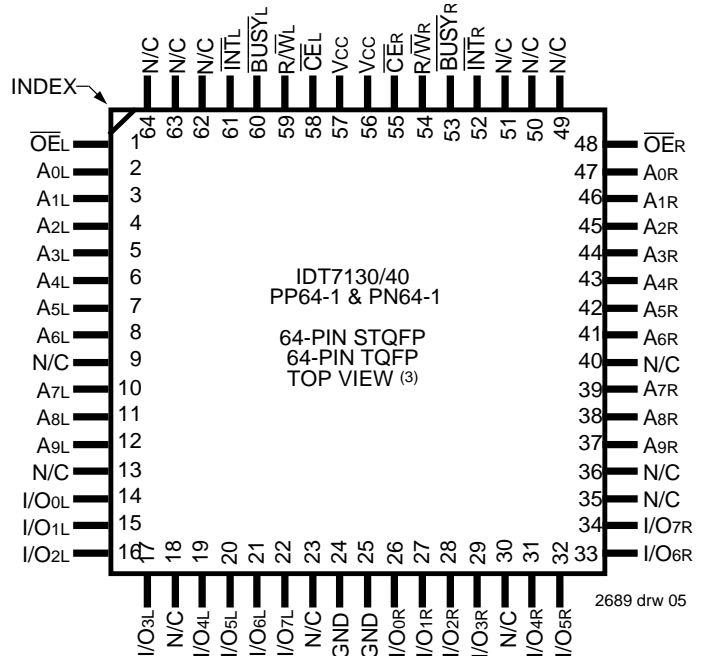 N/C
N/C
N/C
INTL
BUSYL
R/WL
CEL
VCC
VCC
CER
R/WR
BUSYR
INTR
N/C
N/C
N/C
INDEX
64
63
62
61
60
59
58
57
56
55
54
53
52
51
50
49
OEL 1
A0L 2
A1L 3
A2L 4
A3L 5
A4L 6
A5L 7
A6L 8
N/C 9
A7L 10
A8L 11
A9L 12
N/C 13
I/O0L 14
I/O1L 15
I/O2L 16
IDT7130/40
PP64-1 & PN64-1
64-PIN STQFP
64-PIN TQFP
TOP VIEW (3)
48 OER
47 A0R
46 A1R
45 A2R
44 A3R
43 A4R
42 A5R
41 A6R
40 N/C
39 A7R
38 A8R
37 A9R
36 N/C
35 N/C
34 I/O7R
33 I/O6R
17
18
19
20
21
22
23
24
25
26
27
28
29
30
31
32
I/O3L
N/C
I/O4L
I/O5L
I/O6L
I/O7L
N/C
GND
GND
I/O0R
I/O1R
I/O2R
I/O3R
N/C
I/O4R
I/O5R
2689 drw 05